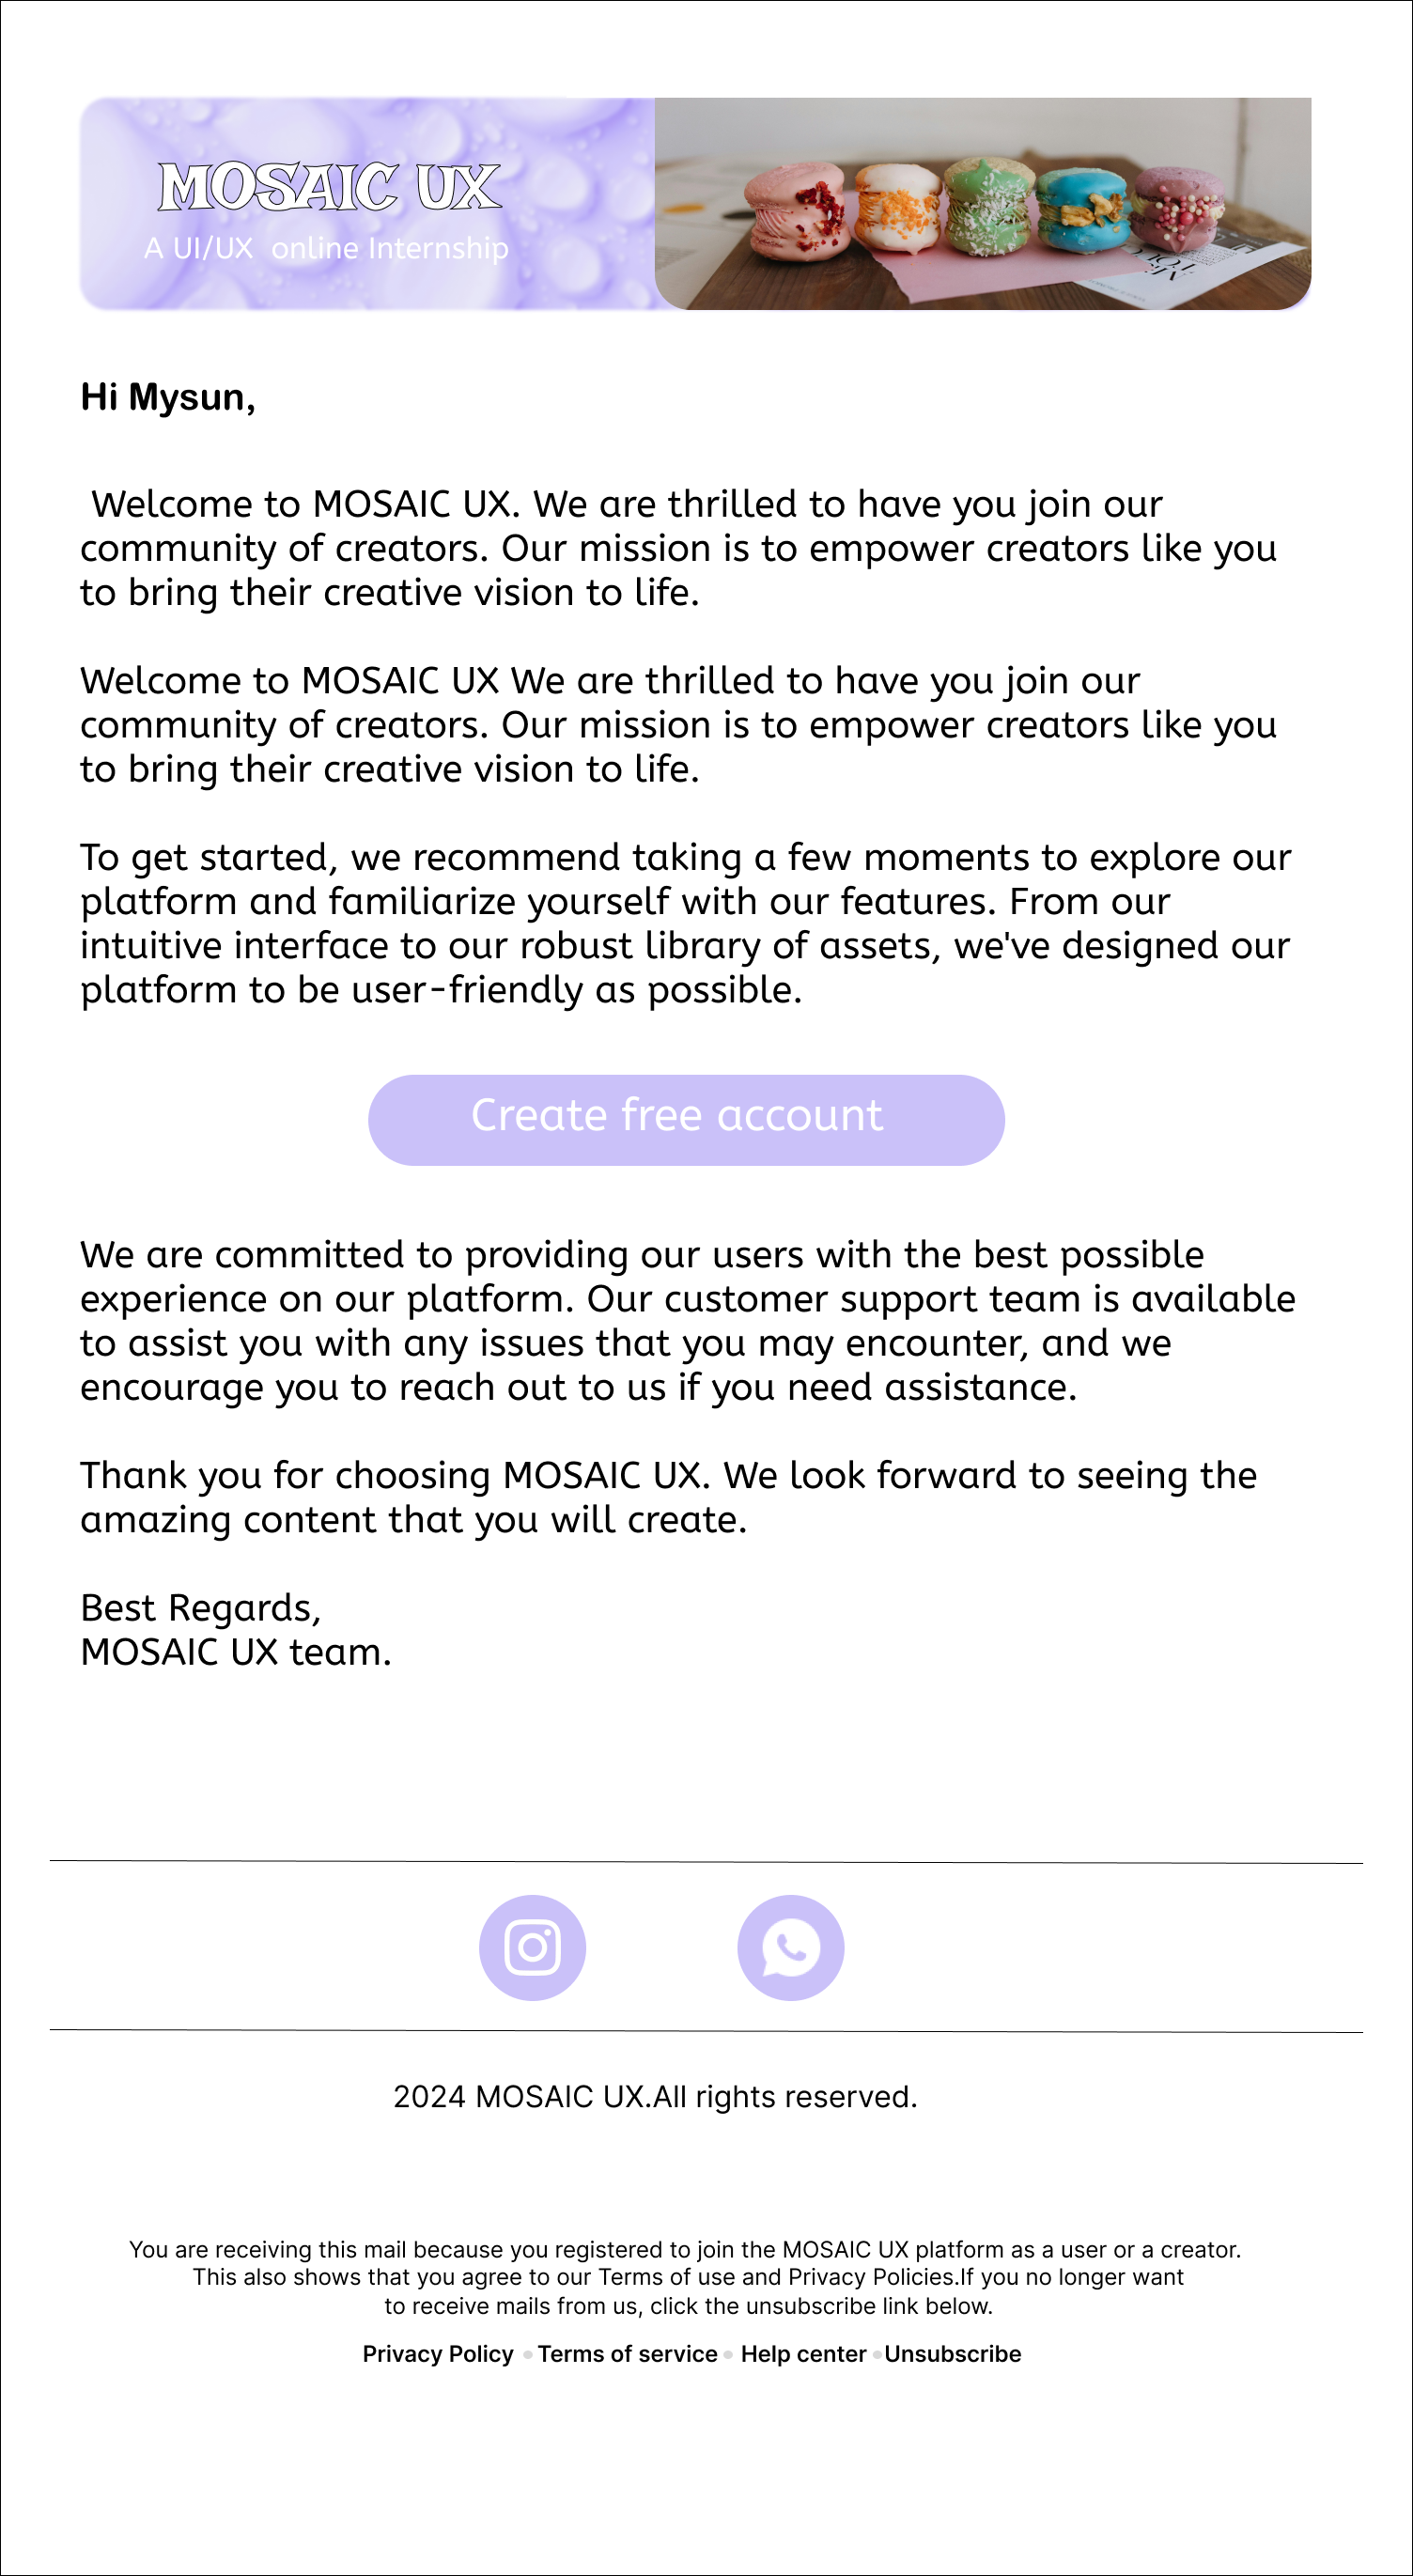 MOSAIC UX
A UI/UX  online Internship
Hi Mysun,
Welcome to MOSAIC UX. We are thrilled to have you join our
community of creators. Our mission is to empower creators like you
to bring their creative vision to life.
Welcome to MOSAIC UX We are thrilled to have you join our
community of creators. Our mission is to empower creators like you
to bring their creative vision to life.
To get started, we recommend taking a few moments to explore our
platform and familiarize yourself with our features. From our
intuitive interface to our robust library of assets, we've designed our
platform to be user-friendly as possible.
Create free account
We are committed to providing our users with the best possible
experience on our platform. Our customer support team is available
to assist you with any issues that you may encounter, and we
encourage you to reach out to us if you need assistance.
Thank you for choosing MOSAIC UX. We look forward to seeing the
amazing content that you will create.
Best Regards,
MOSAIC UX team.
2024 MOSAIC UX.All rights reserved.
You are receiving this mail because you registered to join the MOSAIC UX platform as a user or a creator.
This also shows that you agree to our Terms of use and Privacy Policies.If you no longer want
to receive mails from us, click the unsubscribe link below.
Privacy Policy • Terms of service • Help center •Unsubscribe